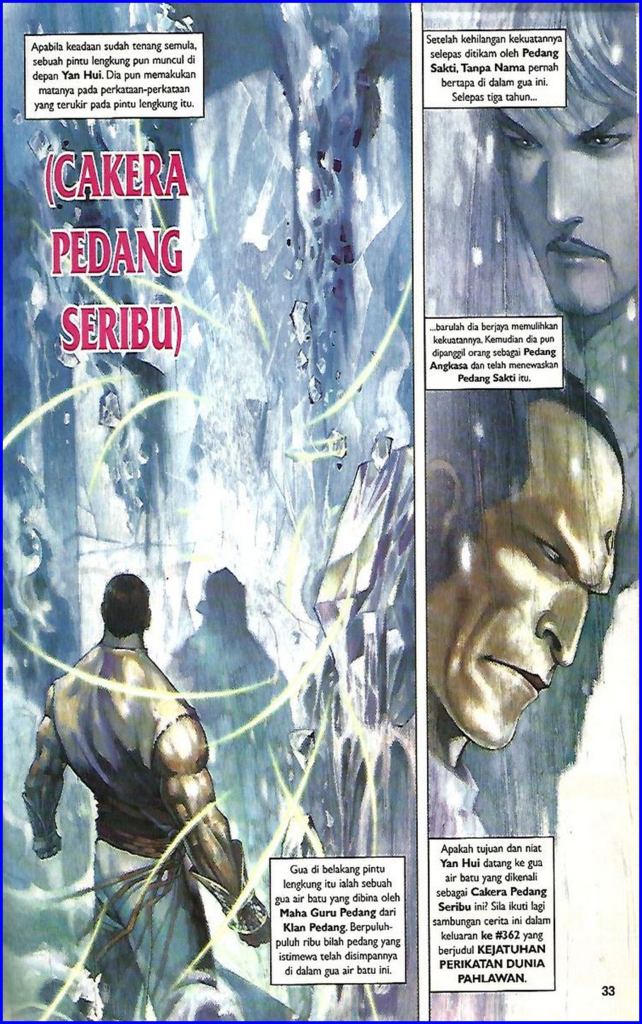 Apabila keadaan sudah tenang semula,
sebuah pintu lengkung pun muncul di
depan Yan Hui. Dia pun memakukan
matanya pada perkataan-perkataan
yang terukir pada pintu lengkung itu.
(CAKERA
PEDANG
SERIBU)
Gua di belakang pintu
lengkung itu ialah sebuah
gua air batu yang dibina oleh
Maha Guru Pedang dari
Klan Pedang. Berpuluh-
puluh ribu bilah pedang yang
istimewa telah disimpannya
di dalam gua air batu ini.
Setelah kehilangan kekuatannya
selepas ditikam oleh Pedang
Sakti, Tanpa Nama pernah
bertapa di dalam gua ini.
Selepas tiga tahun...
...barulah dia berjaya memulihkan
kekuatannya. Kemudian dia pun
dipanggil orang sebagai Pedang
Angkasa dan telah menewaskan
Pedang Sakti itu.
Apakah tujuan dan niat
Yan Hui datang ke gua
air batu yang dikenali
sebagai Cakera Pedang
Seribu ini? Sila ikuti lagi
sambungan cerita ini dalam
keluaran ke #362 yang
berjudul KEJATUHAN
PERIKATAN DUNIA
PAHLAWAN.
33